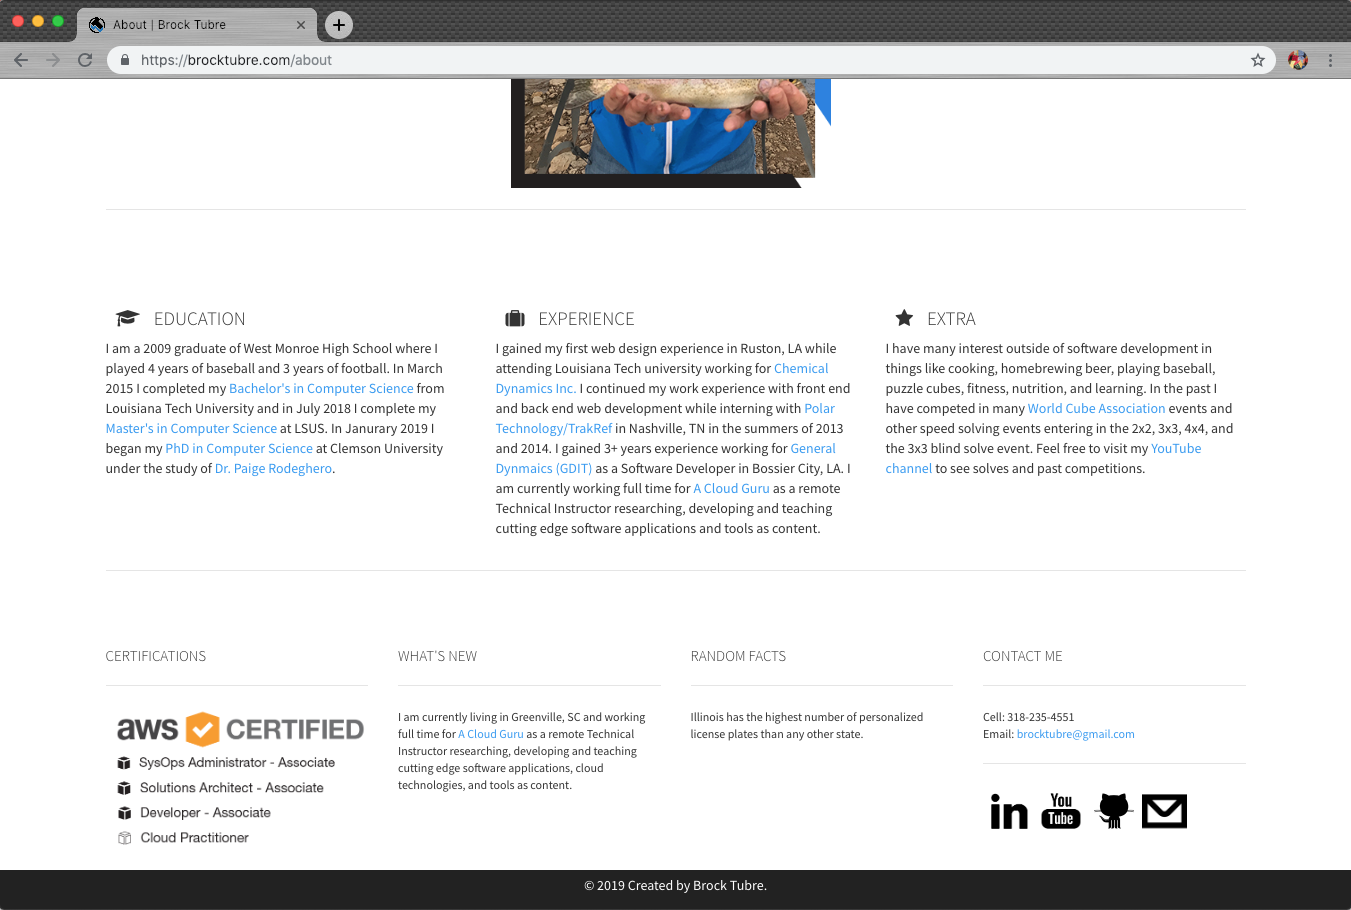 About | Brock Tubre
https://brocktubre.com/about
EDUCATION
I am a 2009 graduate of West Monroe High School where I
played 4 years of baseball and 3 years of football. In March
2015 I completed my Bachelor's in Computer Science from
Louisiana Tech University and in July 2018 I complete my
Master's in Computer Science at LSUS. In Janurary 2019 I
began my PhD in Computer Science at Clemson University
under the study of Dr. Paige Rodeghero.
EXPERIENCE
I gained my first web design experience in Ruston, LA while
attending Louisiana Tech university working for Chemical
Dynamics Inc. I continued my work experience with front end
and back end web development while interning with Polar
Technology/TrakRef in Nashville, TN in the summers of 2013
and 2014. I gained 3+ years experience working for General
Dynmaics (GDIT) as a Software Developer in Bossier City, LA. I
am currently working full time for A Cloud Guru as a remote
Technical Instructor researching, developing and teaching
cutting edge software applications and tools as content.
EXTRA
I have many interest outside of software development in
things like cooking, homebrewing beer, playing baseball,
puzzle cubes, fitness, nutrition, and learning. In the past I
have competed in many World Cube Association events and
other speed solving events entering in the 2x2, 3x3, 4x4, and
the 3x3 blind solve event. Feel free to visit my YouTube
channel to see solves and past competitions.
CERTIFICATIONS
aws CERTIFIED
SysOps Administrator - Associate
Solutions Architect - Associate
Developer - Associate
Cloud Practitioner
WHAT'S NEW
I am currently living in Greenville, SC and working
full time for A Cloud Guru as a remote Technical
Instructor researching, developing and teaching
cutting edge software applications, cloud
technologies, and tools as content.
RANDOM FACTS
Illinois has the highest number of personalized
license plates than any other state.
CONTACT ME
Cell: 318-235-4551
Email: brocktubre@gmail.com
in
You
Tube
© 2019 Created by Brock Tubre.